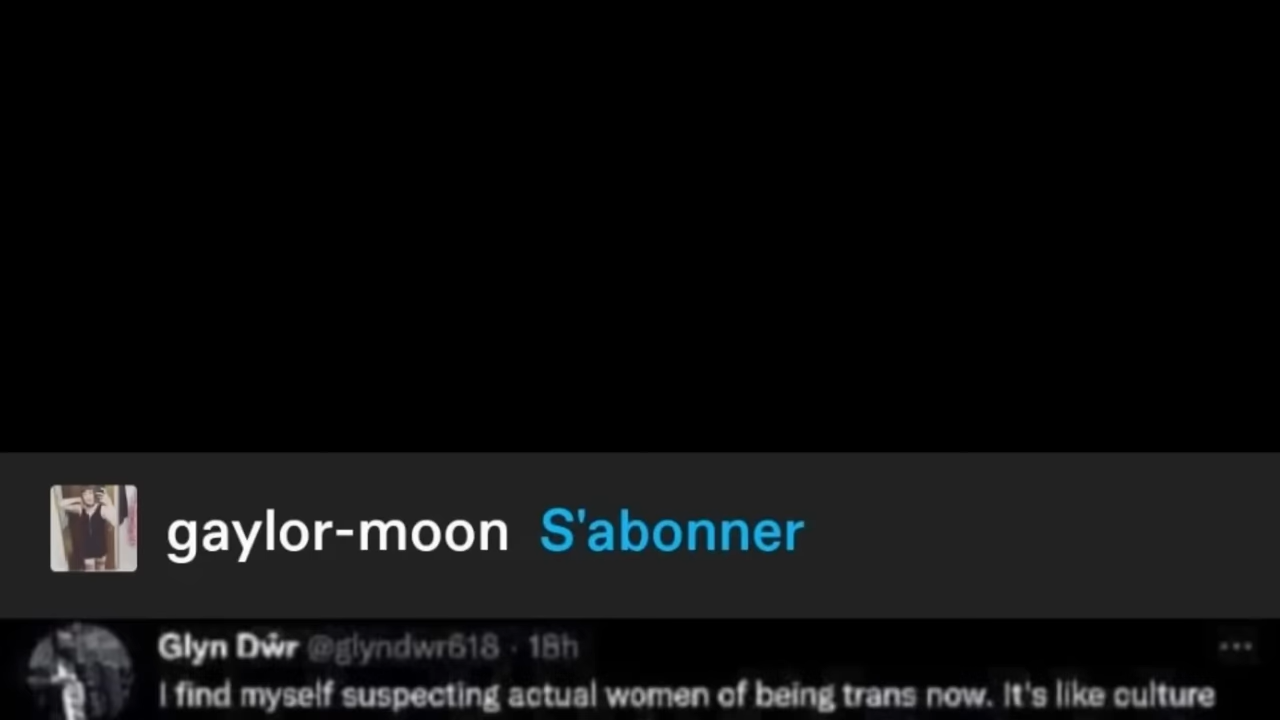 gaylor-moon S'abonner
Glyn Dŵr @glyndwr618 · 18h
I find myself suspecting actual women of being trans now. It's like culture